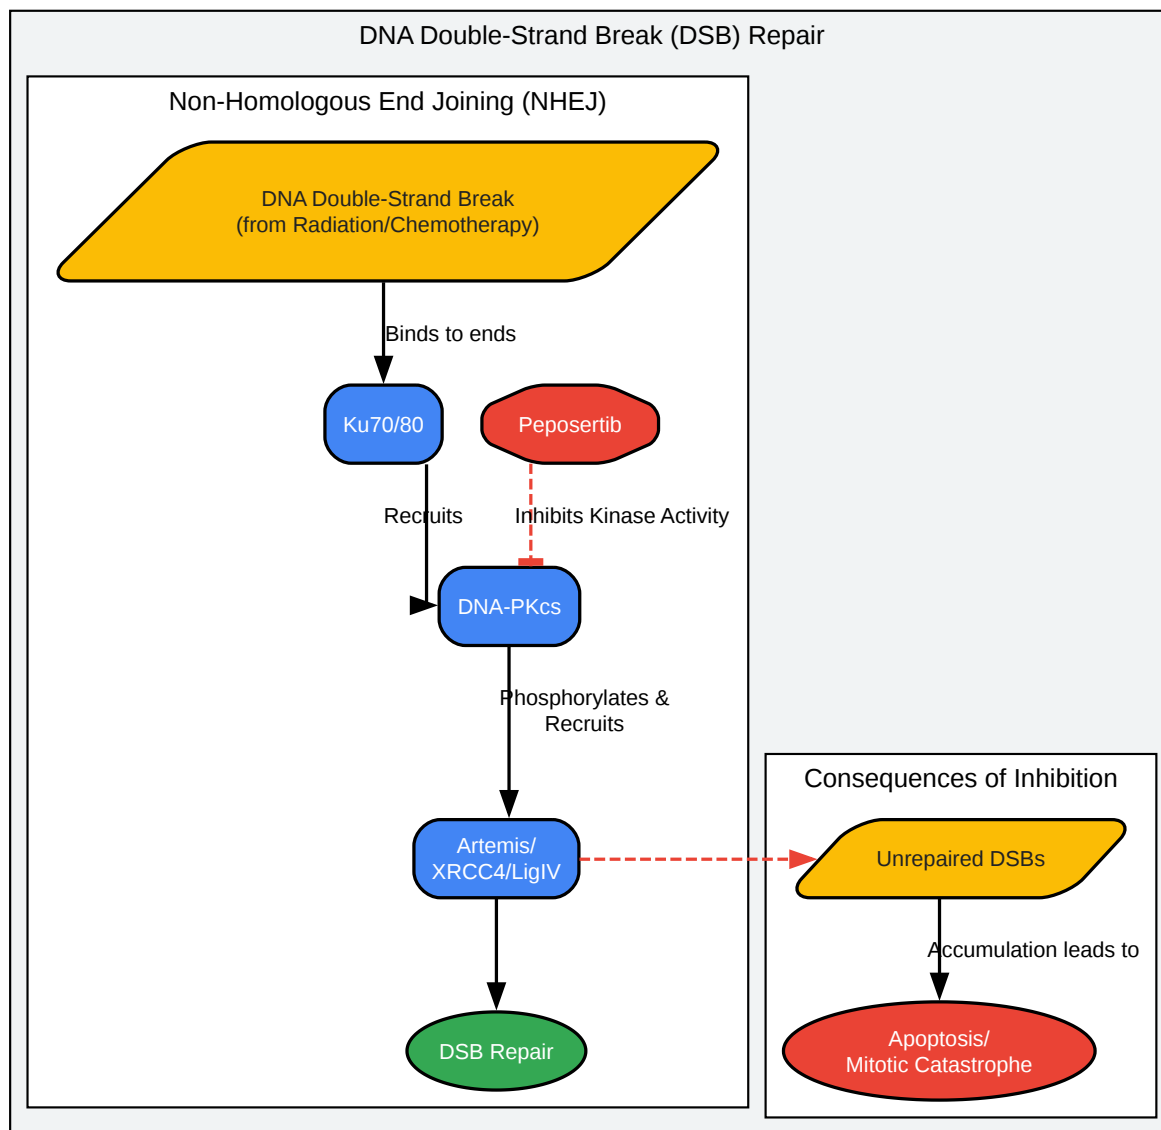 DNA Double-Strand Break (DSB) Repair
Non-Homologous End Joining (NHEJ)
DNA Double-Strand Break
(from Radiation/Chemotherapy)
Binds to ends
Ku70/80
Peposertib
Recruits
Inhibits Kinase Activity
DNA-PKcs
Phosphorylates &
Recruits
Artemis/
XRCC4/LigIV
DSB Repair
Consequences of Inhibition
Unrepaired DSBs
Accumulation leads to
Apoptosis/
Mitotic Catastrophe